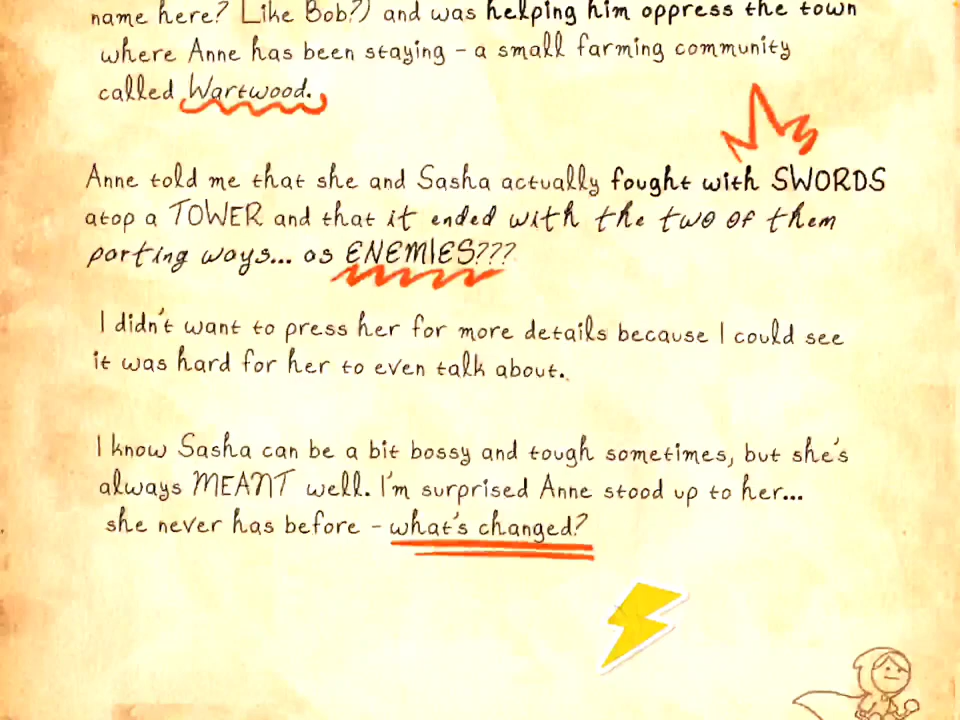 name here? Like Bob?) and was helping him oppress the town
where Anne has been staying - a small farming community
called Wartwood.
Anne told me that she and Sasha actually fought with SWORDS
atop a TOWER and that it ended with the two of them
parting ways... as ENEMIES???
I didn't want to press her for more details because I could see
it was hard for her to even talk about..
I know Sasha can be a bit bossy and tough sometimes, but she's
always MEANT well. I'm surprised Anne stood up to her...
she never has before - what's changed?